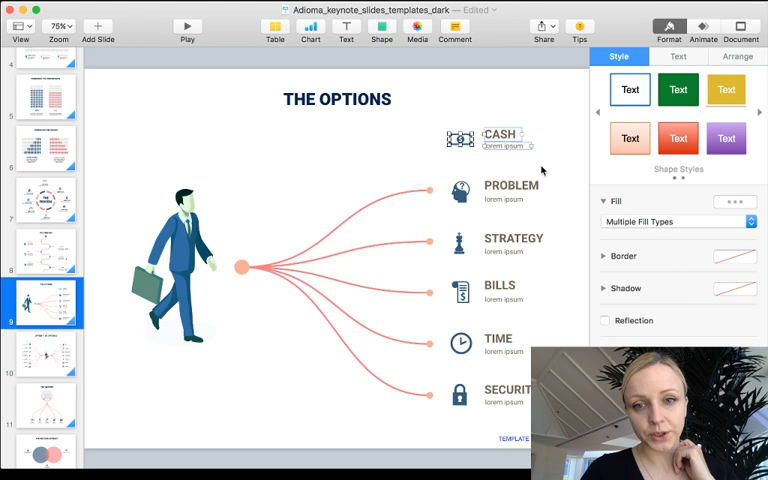 Adioma_keynote_slides_templates_dark — Edited
75%
View
Zoom
Add Slide
Play
Table
Chart
Text
Shape
Media
Comment
Share
Tips
Format
Animate
Document
4
5
6
7
8
9
10
11
THE OPTIONS
CASH
lorem ipsum
PROBLEM
lorem ipsum
STRATEGY
lorem ipsum
BILLS
lorem ipsum
TIME
lorem ipsum
SECURIT
lorem ipsum
TEMPLATE
Style
Text
Arrange
Text
Text
Text
Text
Text
Text
Shape Styles
Fill
Multiple Fill Types
Border
Shadow
Reflection